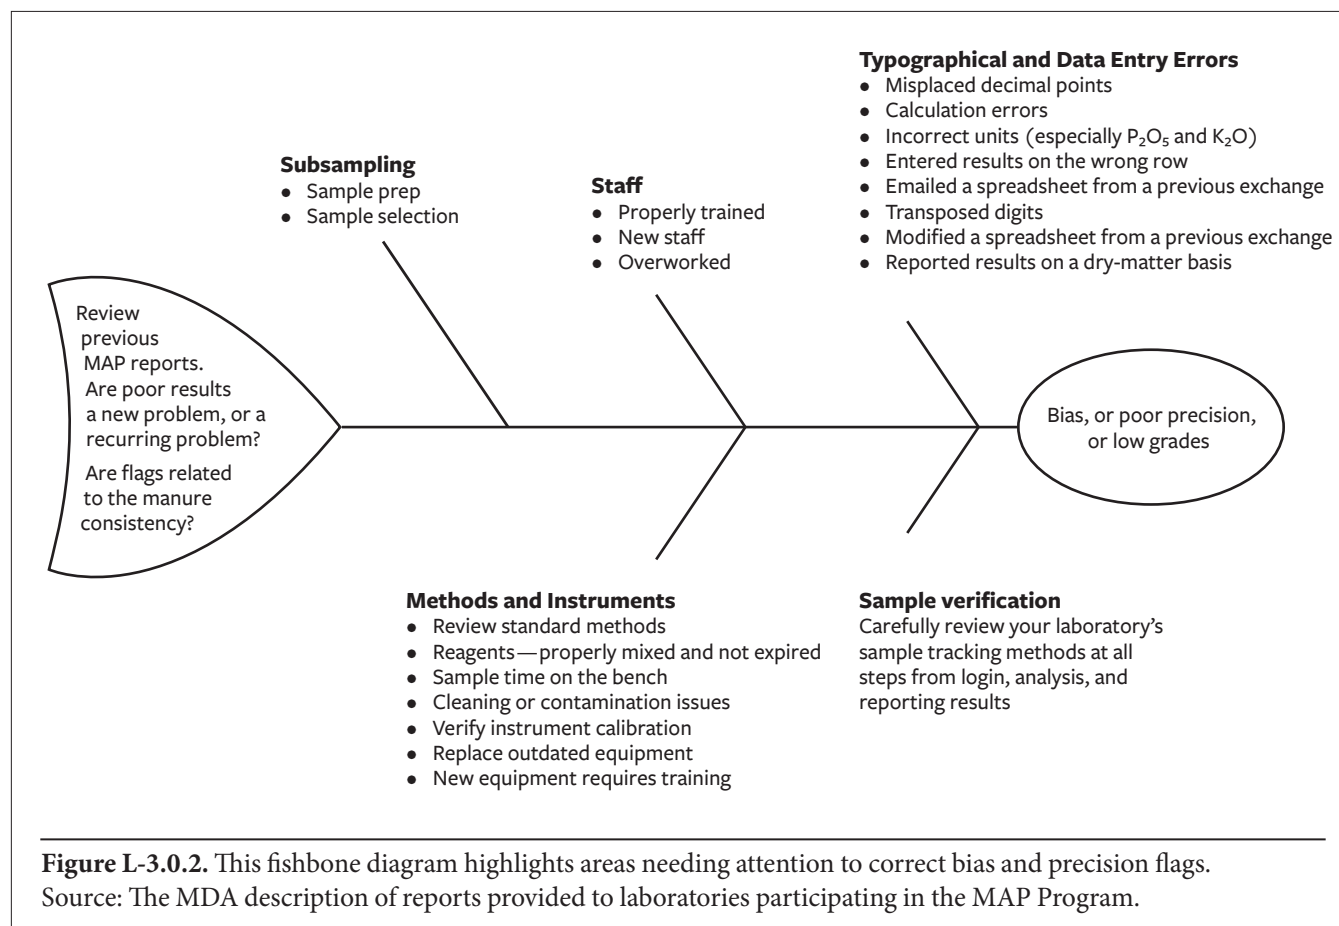 Typographical and Data Entry Errors
● Misplaced decimal points
● Calculation errors
● Incorrect units (especially P₂O₅ and K₂O)
● Entered results on the wrong row
● Emailed a spreadsheet from a previous exchange
● Transposed digits
● Modified a spreadsheet from a previous exchange
● Reported results on a dry-matter basis
Subsampling
● Sample prep
● Sample selection
Staff
● Properly trained
● New staff
● Overworked
Review
previous
MAP reports.
Are poor results
a new problem, or a
recurring problem?
Are flags related
to the manure
consistency?
Bias, or poor precision,
or low grades
Methods and Instruments
● Review standard methods
● Reagents—properly mixed and not expired
● Sample time on the bench
● Cleaning or contamination issues
● Verify instrument calibration
● Replace outdated equipment
● New equipment requires training
Sample verification
Carefully review your laboratory’s
sample tracking methods at all
steps from login, analysis, and
reporting results
Figure L-3.0.2. This fishbone diagram highlights areas needing attention to correct bias and precision flags.
Source: The MDA description of reports provided to laboratories participating in the MAP Program.